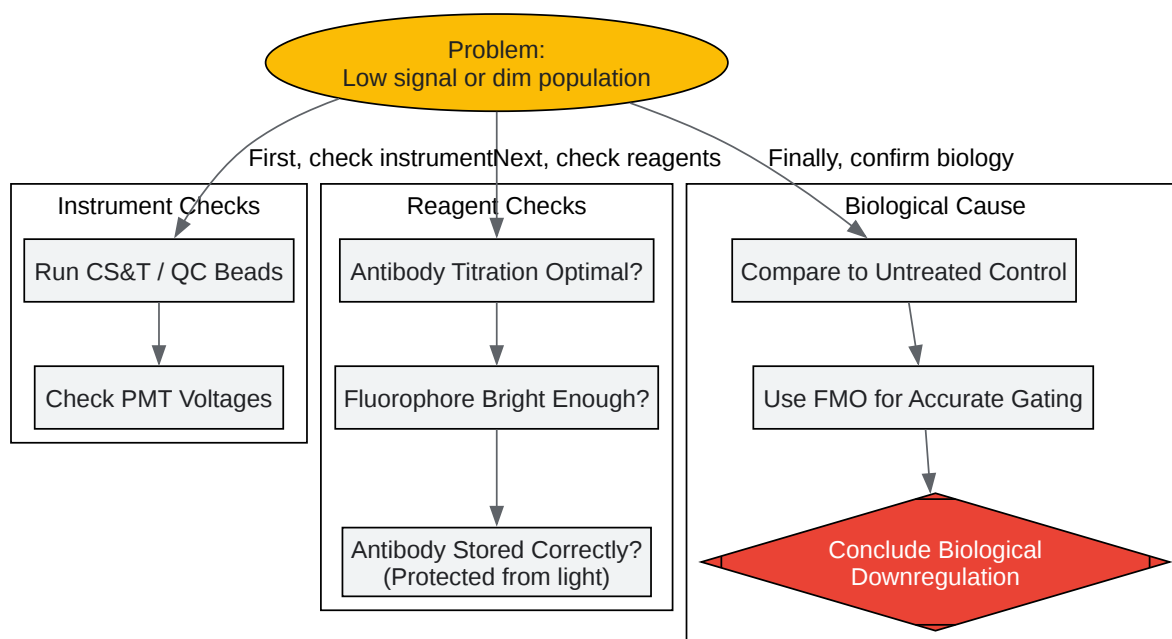 Problem:
Low signal or dim population
First, check instrument
Next, check reagents
Finally, confirm biology
Instrument Checks
Reagent Checks
Biological Cause
Run CS&T / QC Beads
Antibody Titration Optimal?
Compare to Untreated Control
Check PMT Voltages
Fluorophore Bright Enough?
Use FMO for Accurate Gating
Antibody Stored Correctly?
(Protected from light)
Conclude Biological
Downregulation